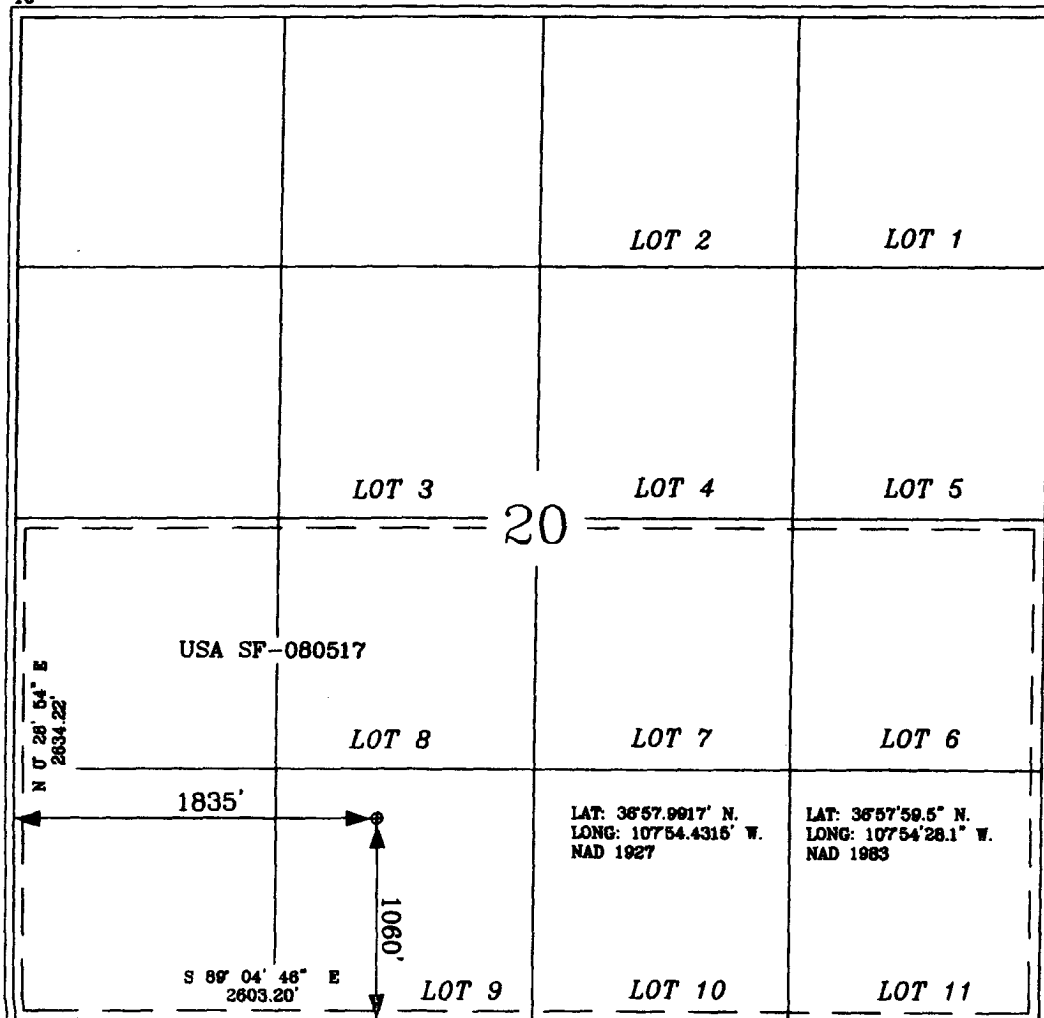 LOT 2
LOT 1
LOT 3
LOT 4
LOT 5
20
USA SF-080517
N 0° 28' 54" E
2634.22'
LOT 8
LOT 7
LOT 6
1835'
LAT: 36°57.9917' N.
LONG: 107°54.4315' W.
NAD 1927
LAT: 36°57'59.5" N.
LONG: 107°54'28.1" W.
NAD 1983
1060'
S 89° 04' 46" E
2603.20'
LOT 9
LOT 10
LOT 11